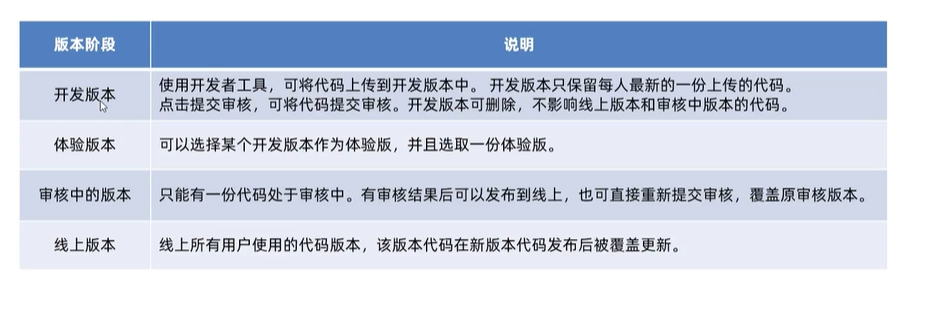 版本阶段 说明
开发版本 使用开发者工具，可将代码上传到开发版本中。 开发版本只保留每人最新的一份上传的代码。
点击提交审核，可将代码提交审核。开发版本可删除，不影响线上版本和审核中版本的代码。
体验版本 可以选择某个开发版本作为体验版，并且选取一份体验版。
审核中的版本 只能有一份代码处于审核中。有审核结果后可以发布到线上，也可直接重新提交审核，覆盖原审核版本。
线上版本 线上所有用户使用的代码版本，该版本代码在新版本代码发布后被覆盖更新。